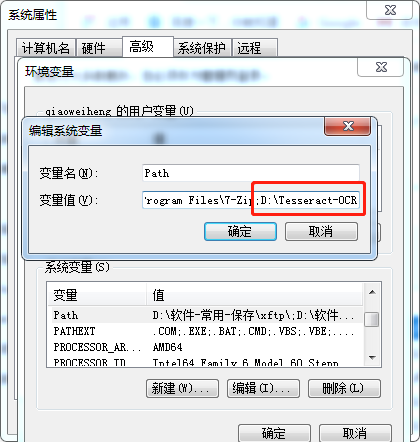 系统属性
计算机名 硬件 高级 系统保护 远程
环境变量
qiaoweiheng 的用户变量(U)
编辑系统变量
变量名(N): Path
变量值(V): rogram Files\7-Zip;D:\Tesseract-OCR
确定 取消
系统变量(S)
变量 值
Path D:\软件-常用-保存\xftp\;D:\软件...
PATHEXT .COM;.EXE;.BAT;.CMD;.VBS;.VBE;....
PROCESSOR_AR... AMD64
PROCESSOR_ID Intel64 Family 6 Model 60 Stepp
新建(W)... 编辑(I)... 删除(L)
确定 取消